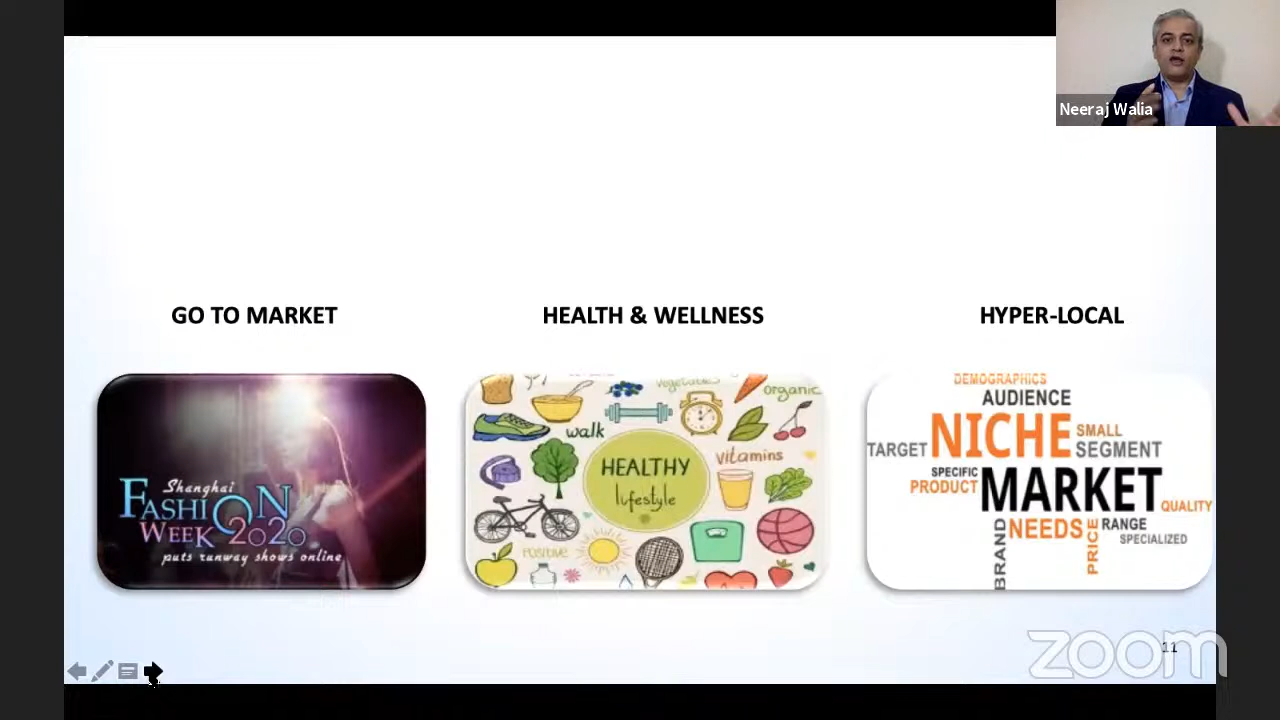 Neeraj Walia
GO TO MARKET
HEALTH & WELLNESS
HYPER-LOCAL
Shanghai
FASHION
WEEK 2020
puts runway shows online
vegetables
organic
walk
HEALTHY
lifestyle
vitamins
POSITIVE
DEMOGRAPHICS
AUDIENCE
NICHE
SMALL
TARGET
SEGMENT
SPECIFIC
PRODUCT
MARKET
QUALITY
BRAND
NEEDS
PRICE
RANGE
SPECIALIZED
zoom
11